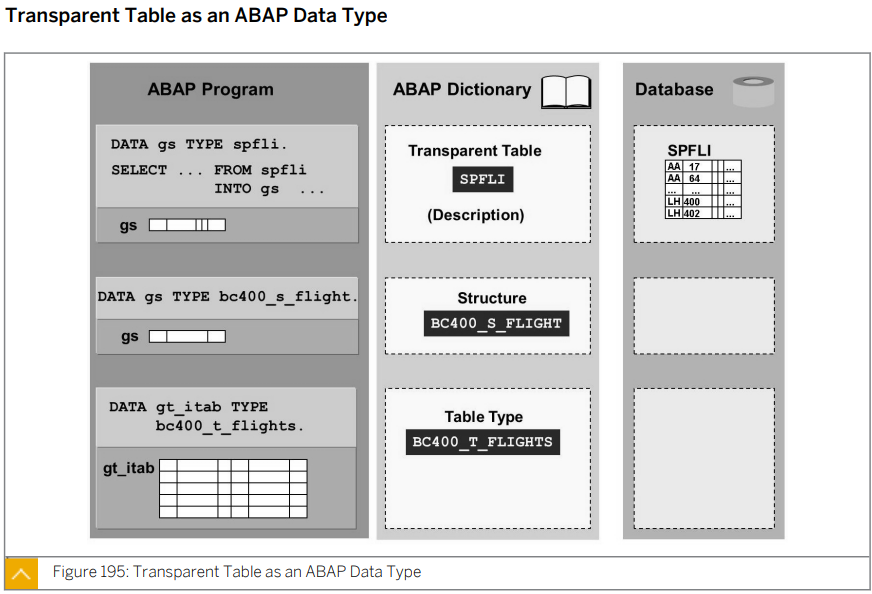 Transparent Table as an ABAP Data Type
ABAP Program
ABAP Dictionary
Database
DATA gs TYPE spfli.
SELECT ... FROM spfli
INTO gs ...
gs
Transparent Table
SPFLI
(Description)
SPFLI
AA 17 ...
AA 64 ...
... ... ...
LH 400 ...
LH 402 ...
DATA gs TYPE bc400_s_flight.
gs
Structure
BC400_S_FLIGHT
DATA gt_itab TYPE
bc400_t_flights.
gt_itab
Table Type
BC400_T_FLIGHTS
Figure 195: Transparent Table as an ABAP Data Type